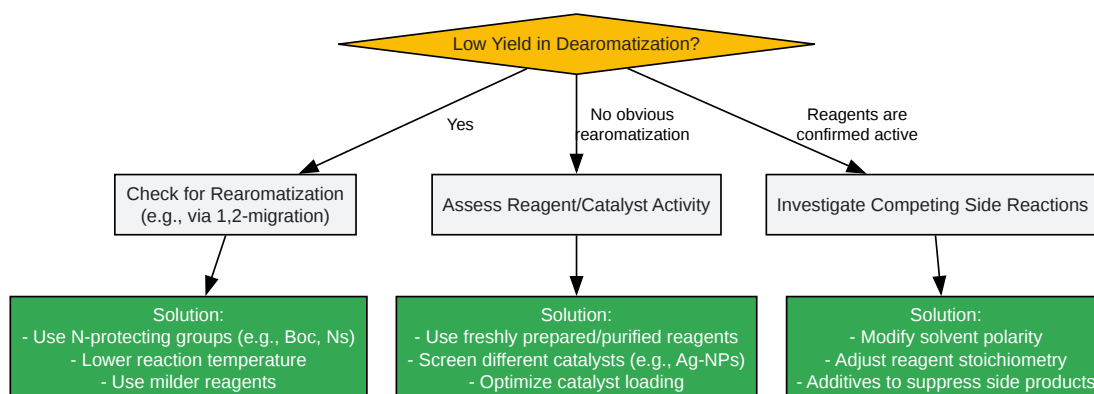 Low Yield in Dearomatization?
Yes
No obvious
rearomatization
Reagents are
confirmed active
Check for Rearomatization
(e.g., via 1,2-migration)
Assess Reagent/Catalyst Activity
Investigate Competing Side Reactions
Solution:
- Use N-protecting groups (e.g., Boc, Ns)
- Lower reaction temperature
- Use milder reagents
Solution:
- Use freshly prepared/purified reagents
- Screen different catalysts (e.g., Ag-NPs)
- Optimize catalyst loading
Solution:
- Modify solvent polarity
- Adjust reagent stoichiometry
- Additives to suppress side products